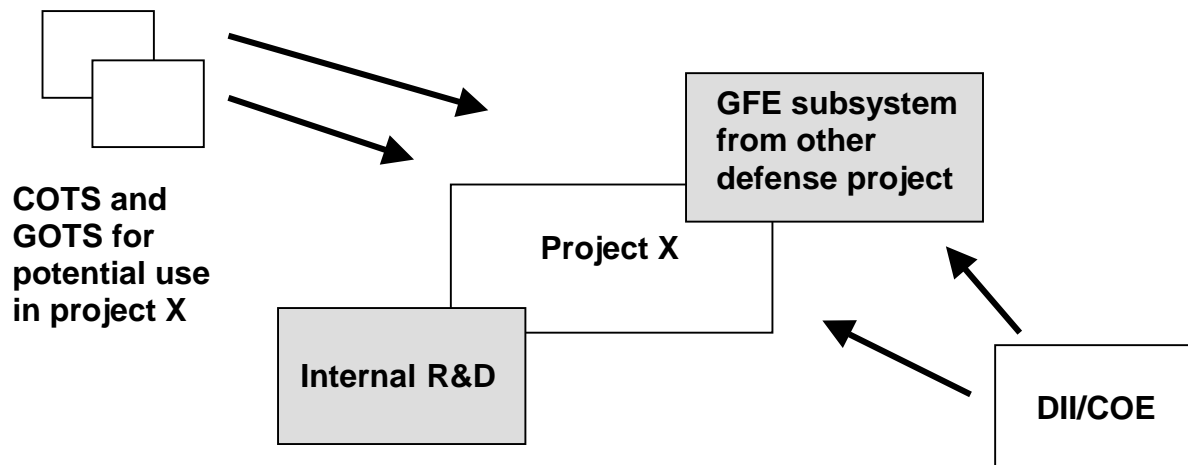 GFE subsystem
from other
defense project
COTS and
GOTS for
potential use
in project X
Project X
Internal R&D
DII/COE